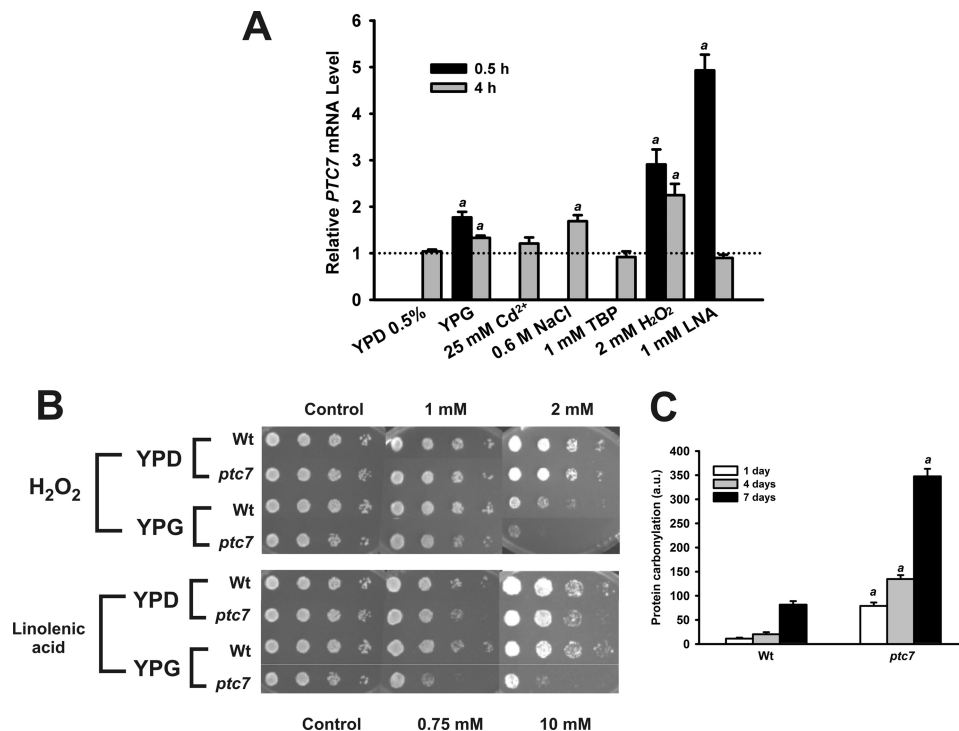 A
Relative PTC7 mRNA Level
6
5
4
3
2
1
0
0.5 h
4 h
a
a
a
a
a
a
YPD 0.5%
YPG
25 mM Cd²⁺
0.6 M NaCl
1 mM TBP
2 mM H₂O₂
1 mM LNA
B
Control 1 mM 2 mM
H₂O₂
YPD
Wt
ptc7
YPG
Wt
ptc7
Linolenic
acid
YPD
Wt
ptc7
YPG
Wt
ptc7
Control 0.75 mM 10 mM
C
Protein carbonylation (a.u.)
400
350
300
250
200
150
100
50
0
1 day
4 days
7 days
a
a
a
Wt ptc7